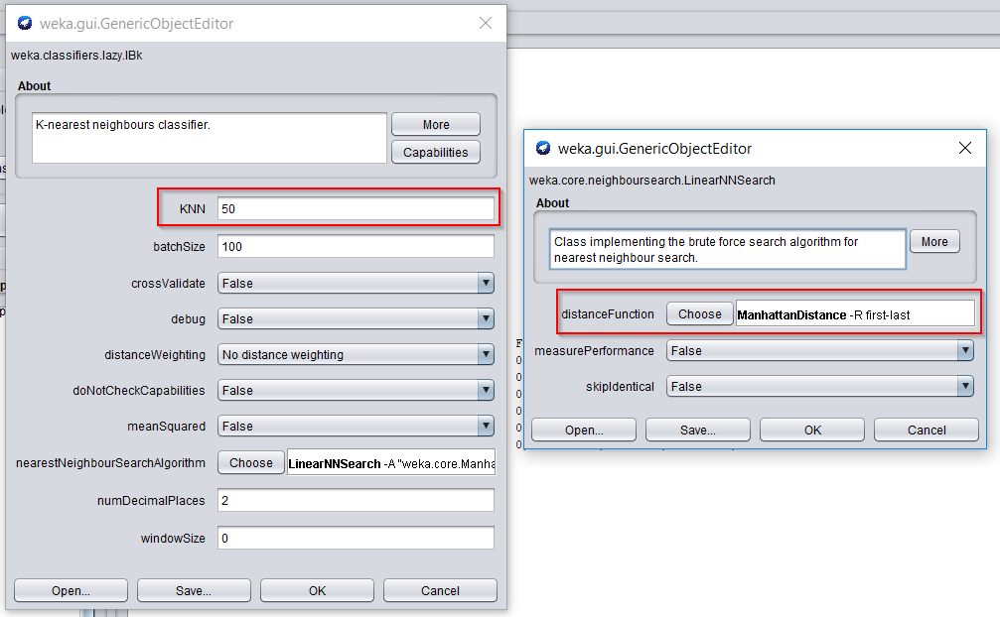 weka.gui.GenericObjectEditor
weka.classifiers.lazy.IBk
About
K-nearest neighbours classifier.
More
Capabilities
KNN 50
batchSize 100
crossValidate False
debug False
distanceWeighting No distance weighting
doNotCheckCapabilities False
meanSquared False
nearestNeighbourSearchAlgorithm Choose LinearNNSearch -A "weka.core.Manha
numDecimalPlaces 2
windowSize 0
Open... Save... OK Cancel
weka.gui.GenericObjectEditor
weka.core.neighboursearch.LinearNNSearch
About
Class implementing the brute force search algorithm for
nearest neighbour search.
More
distanceFunction Choose ManhattanDistance -R first-last
measurePerformance False
skipIdentical False
Open... Save... OK Cancel